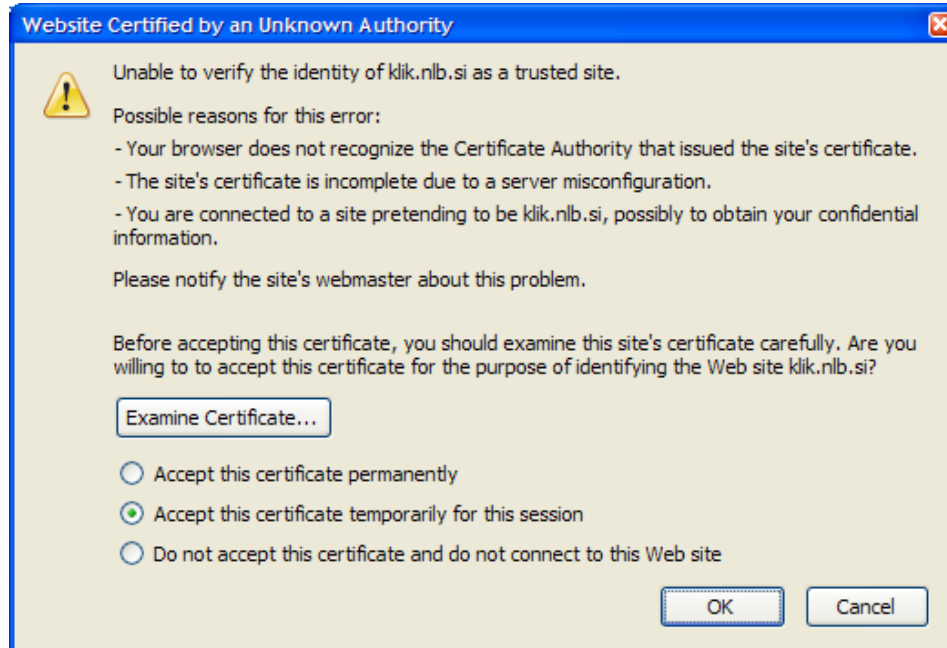 Website Certified by an Unknown Authority
Unable to verify the identity of klik.nlb.si as a trusted site.
Possible reasons for this error:
- Your browser does not recognize the Certificate Authority that issued the site's certificate.
- The site's certificate is incomplete due to a server misconfiguration.
- You are connected to a site pretending to be klik.nlb.si, possibly to obtain your confidential
information.
Please notify the site's webmaster about this problem.
Before accepting this certificate, you should examine this site's certificate carefully. Are you
willing to to accept this certificate for the purpose of identifying the Web site klik.nlb.si?
Examine Certificate...
Accept this certificate permanently
Accept this certificate temporarily for this session
Do not accept this certificate and do not connect to this Web site
OK Cancel